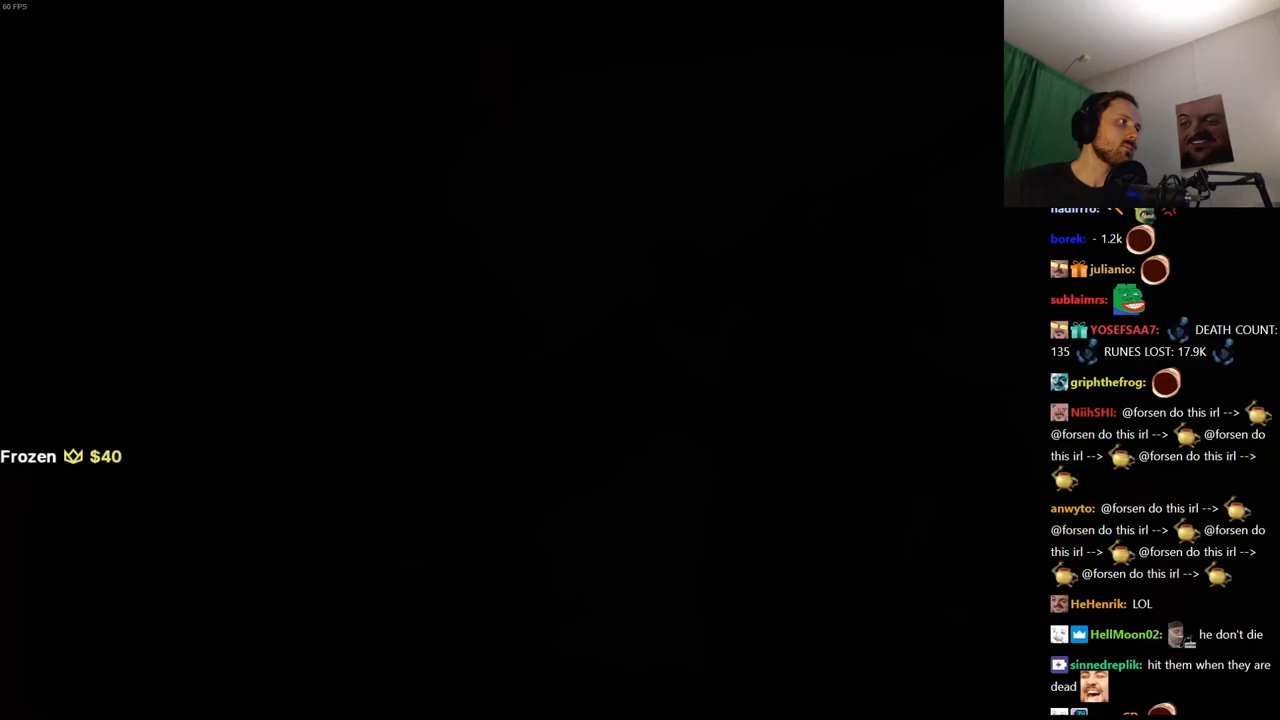 60 FPS
nadirrro:
borek: - 1.2k
julianio:
sublaimrs:
YOSEFSAA7: DEATH COUNT:
135 RUNES LOST: 17.9K
griphthefrog:
Frozen $40
NiihSHI: @forsen do this irl -->
@forsen do this irl --> @forsen do
this irl --> @forsen do this irl -->
anwyto: @forsen do this irl -->
@forsen do this irl --> @forsen do
this irl --> @forsen do this irl -->
@forsen do this irl -->
HeHenrik: LOL
HellMoon02: he don't die
sinnedreplik: hit them when they are
dead